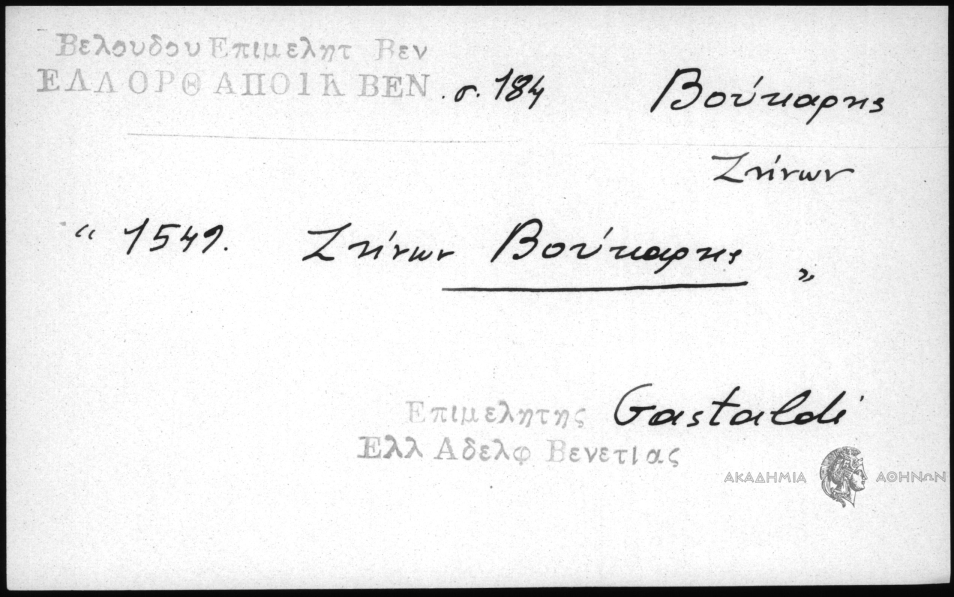 Βελουδου Επιμελητ Βεν
ΕΛΛ ΟΡΘ ΑΠΟΙΚ ΒΕΝ . σ. 184
Βούκαρης
Ζήνων
" 1549. Ζήνων Βούκαρης "
Επιμελητης Gastaldi
Ελλ Αδελφ Βενετιας
ΑΚΑΔΗΜΙΑ ΑΘΗΝΩΝ